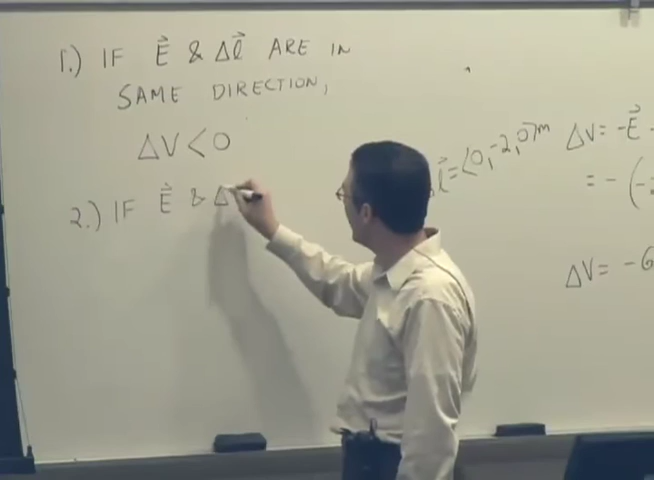 1.) IF E⃗ & Δl⃗ ARE IN
SAME DIRECTION,
ΔV < 0
2.) IF E⃗ & Δ
l⃗ = ⟨0, -2, 0⟩ m
ΔV = -E⃗
= -(-
ΔV = -6